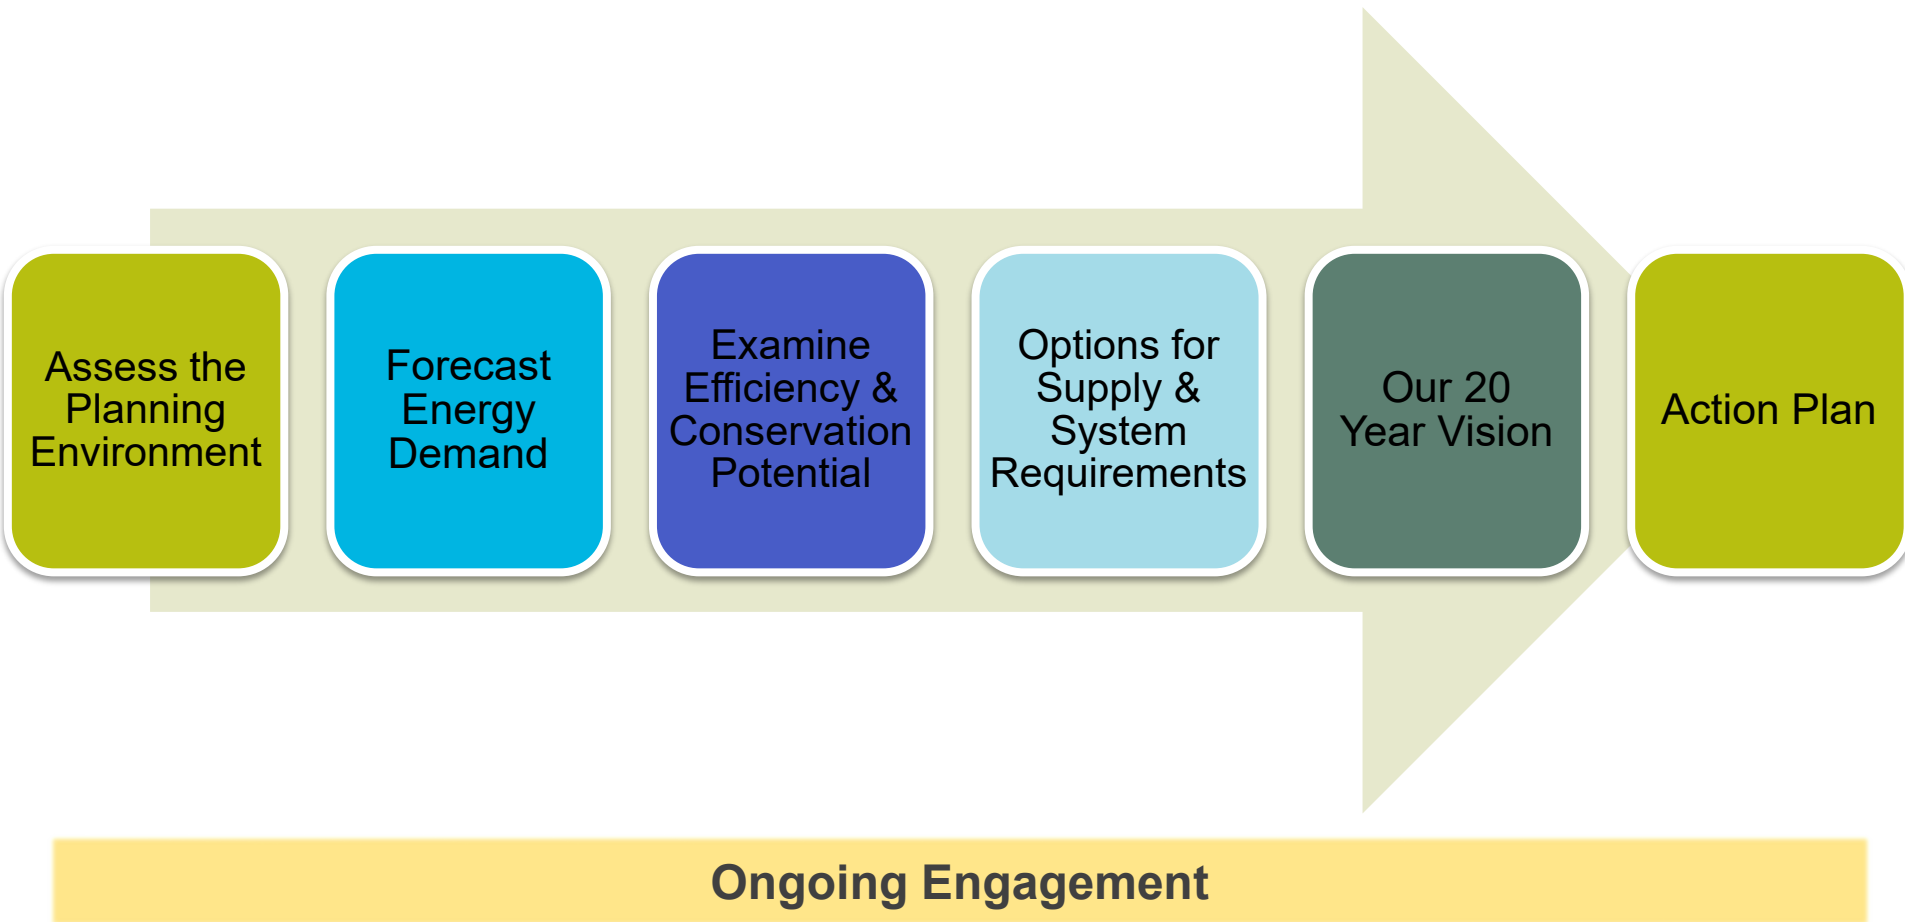 Assess the
Planning
Environment
Forecast
Energy
Demand
Examine
Efficiency &
Conservation
Potential
Options for
Supply &
System
Requirements
Our 20
Year Vision
Action Plan
Ongoing Engagement